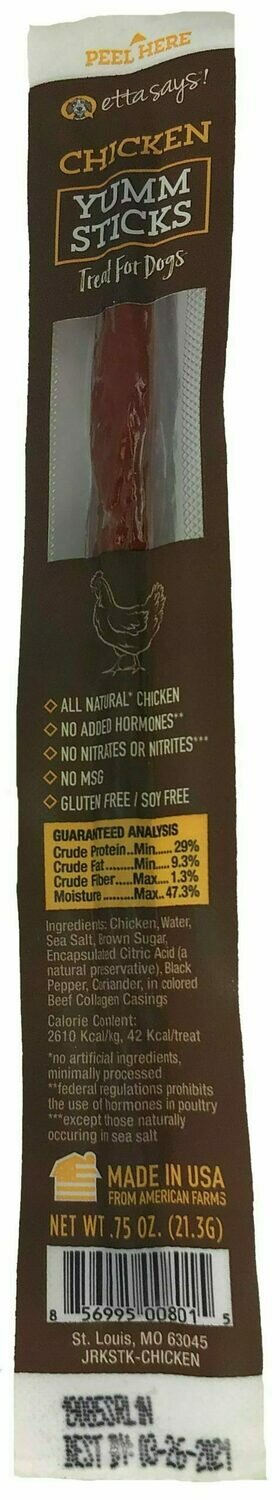 PEEL HERE
etta says!
CHICKEN
YUMM
STICKS
Treat For Dogs
ALL NATURAL* CHICKEN
NO ADDED HORMONES**
NO NITRATES OR NITRITES***
NO MSG
GLUTEN FREE / SOY FREE
GUARANTEED ANALYSIS
Crude Protein..Min..... 29%
Crude Fat.........Min.... 9.3%
Crude Fiber.....Max.... 1.3%
Moisture.........Max.. 47.3%
Ingredients: Chicken, Water,
Sea Salt, Brown Sugar,
Encapsulated Citric Acid (a
natural preservative), Black
Pepper, Coriander, in colored
Beef Collagen Casings
Calorie Content:
2610 Kcal/kg, 42 Kcal/treat
*no artificial ingredients,
minimally processed
**federal regulations prohibits
the use of hormones in poultry
***except those naturally
occuring in sea salt
MADE IN USA
FROM AMERICAN FARMS
NET WT .75 OZ. (21.3G)
8 56995 00801 5
St. Louis, MO 63045
JRKSTK-CHICKEN
BEST BY 03-26-2021